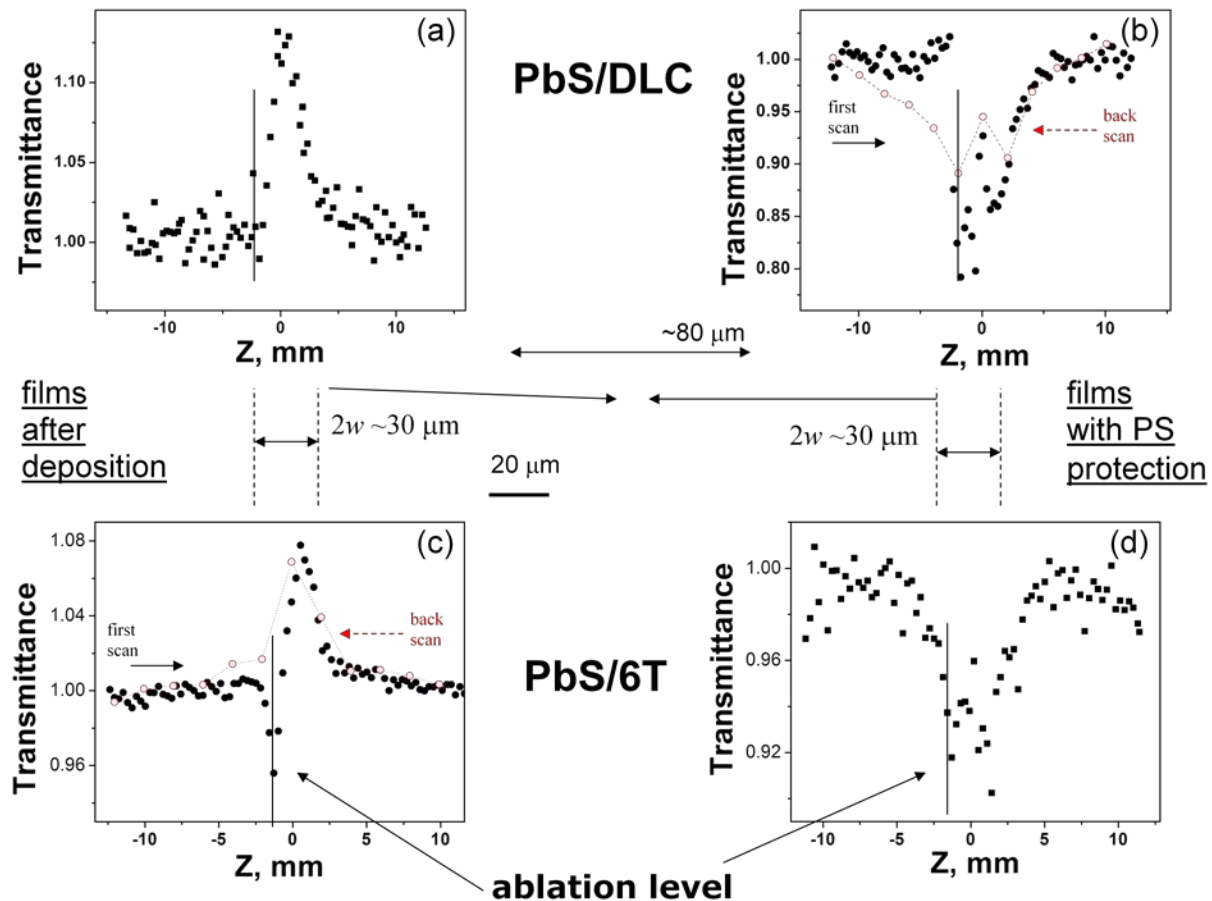 (a)
Transmittance
1.10
1.05
1.00
-10
0
10
Z, mm
PbS/DLC
(b)
Transmittance
1.00
0.95
0.90
0.85
0.80
first
scan
back
scan
-10
0
10
Z, mm
~80 μm
films
after
deposition
2w ~30 μm
20 μm
2w ~30 μm
films
with PS
protection
(c)
Transmittance
1.08
1.04
1.00
0.96
first
scan
back
scan
-10
-5
0
5
10
Z, mm
PbS/6T
(d)
Transmittance
1.00
0.96
0.92
-10
-5
0
5
10
Z, mm
ablation level